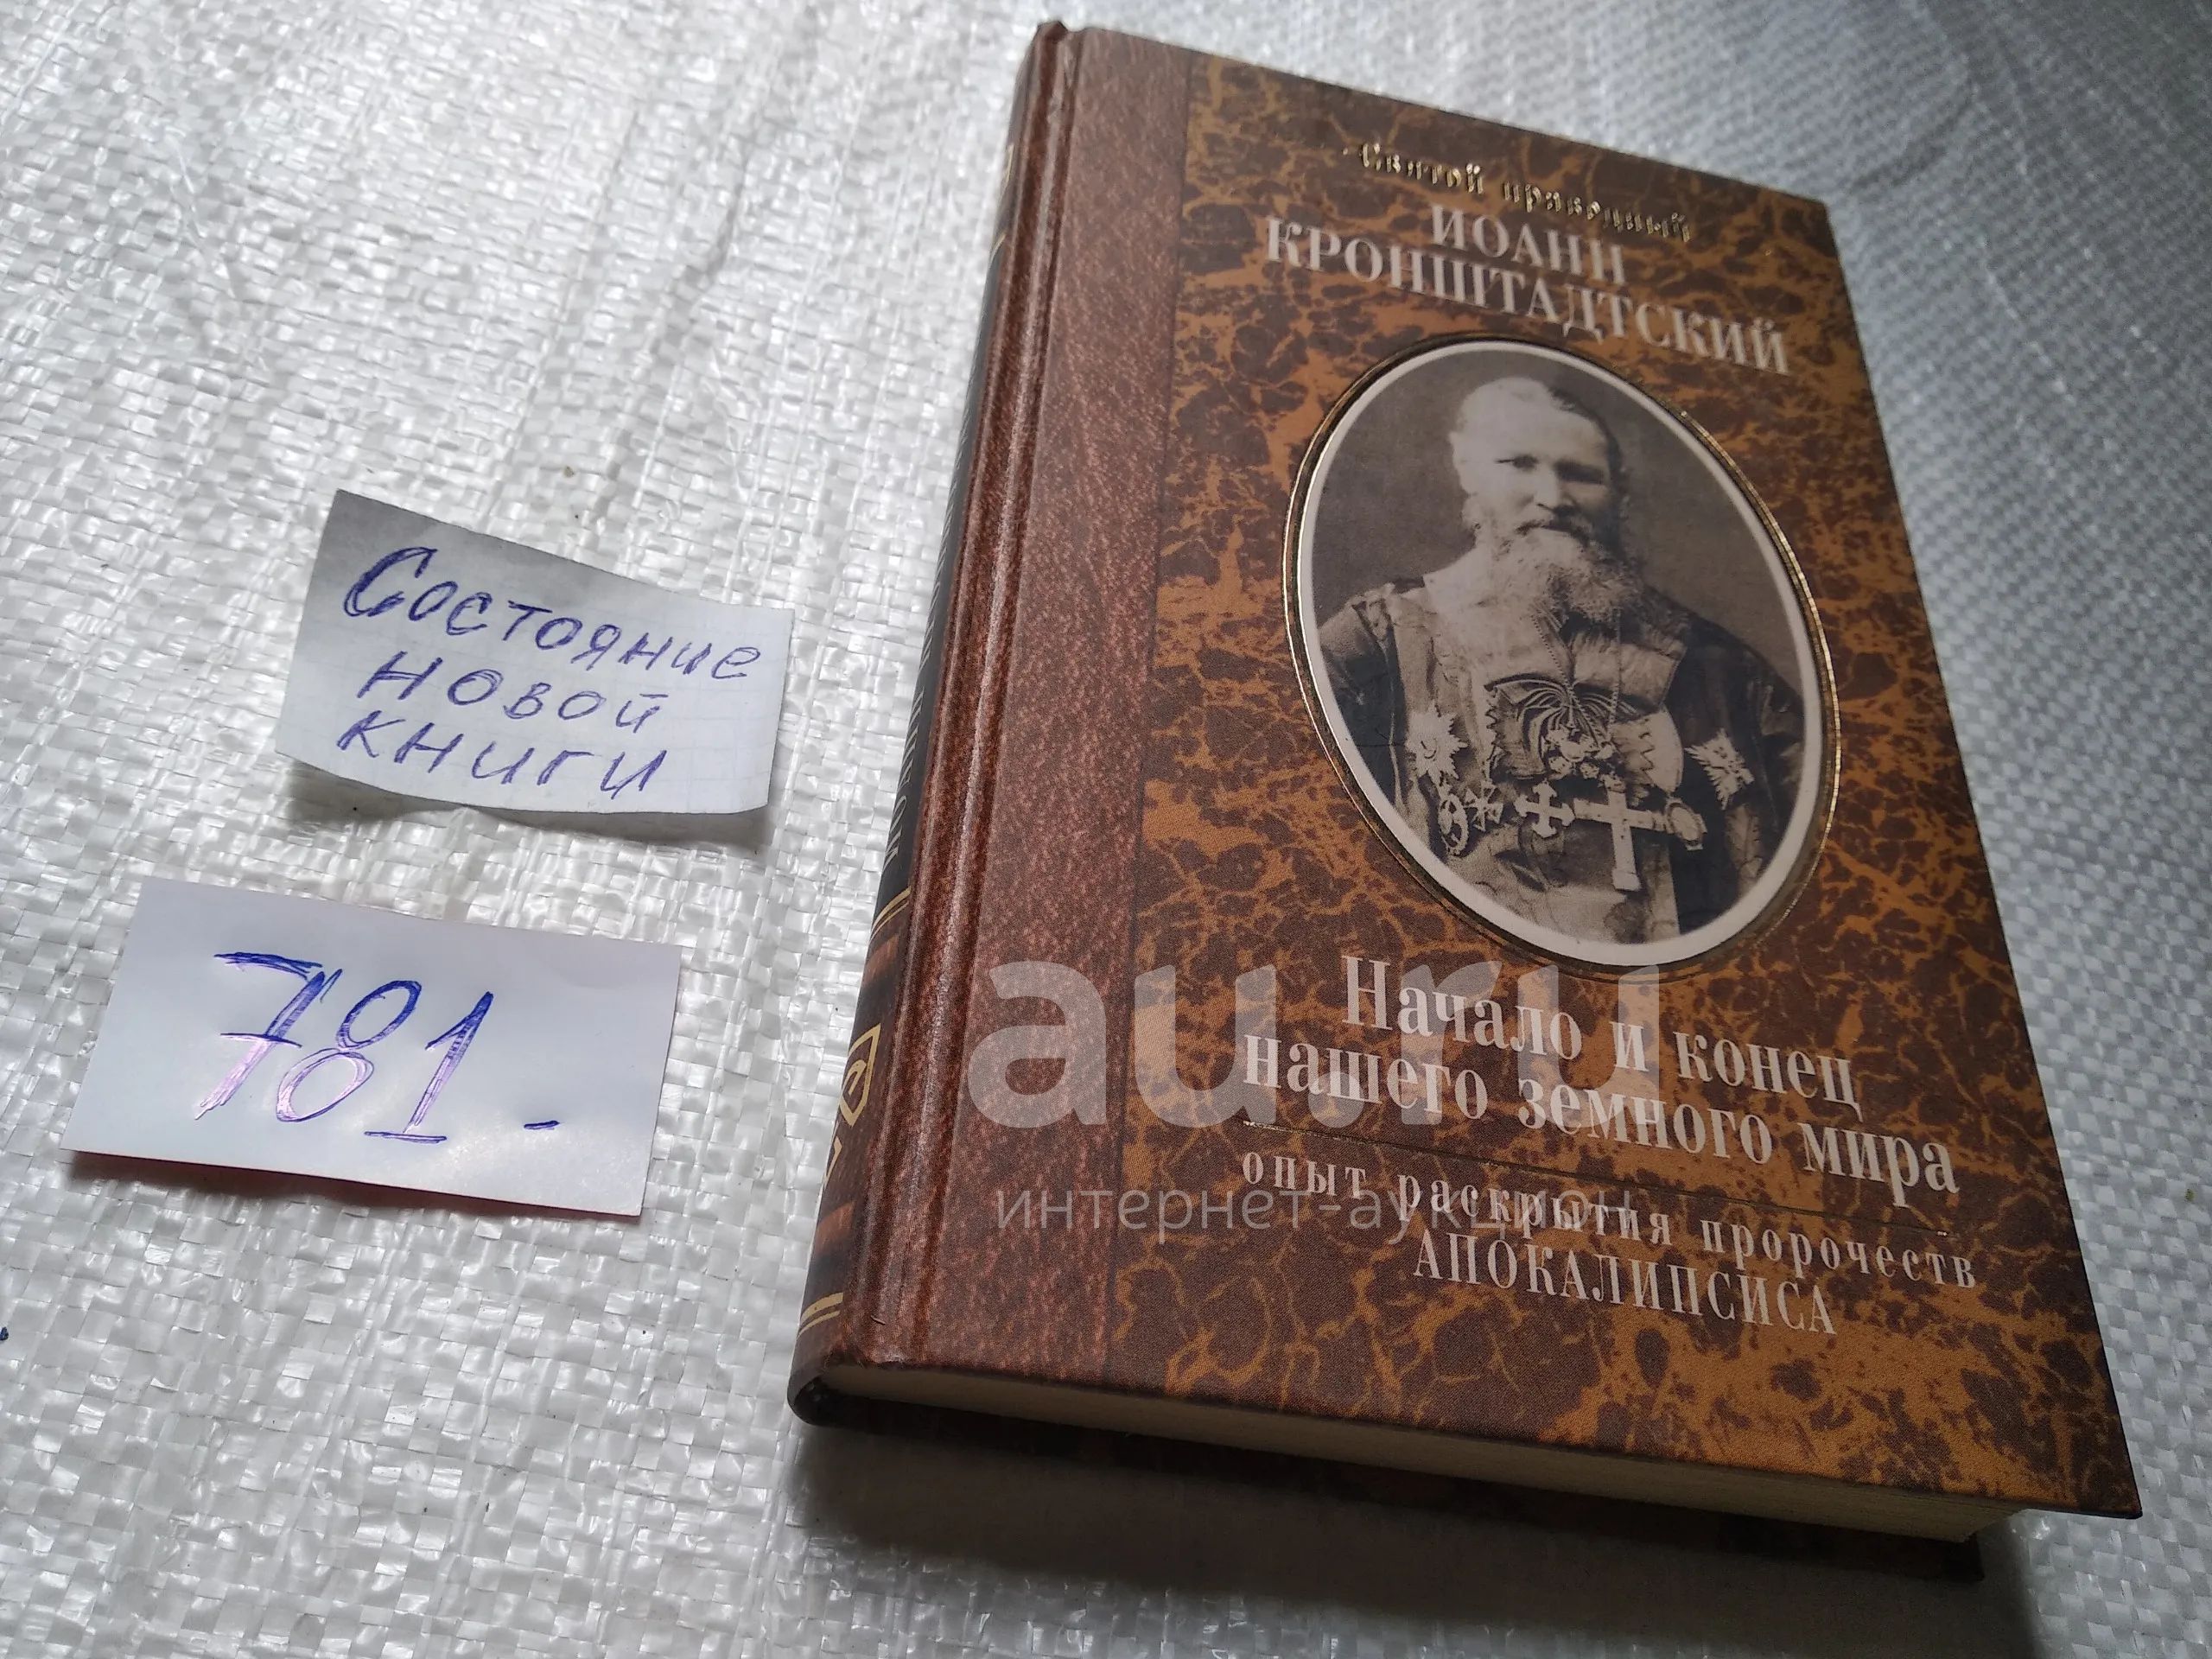 Святой праведный
ИОАНН
КРОНШТАДТСКИЙ
Начало и конец
нашего земного мира
опыт раскрытия пророчеств
АПОКАЛИПСИСА
Состояние
новой
книги
781-
au.ru
интернет-аукцион